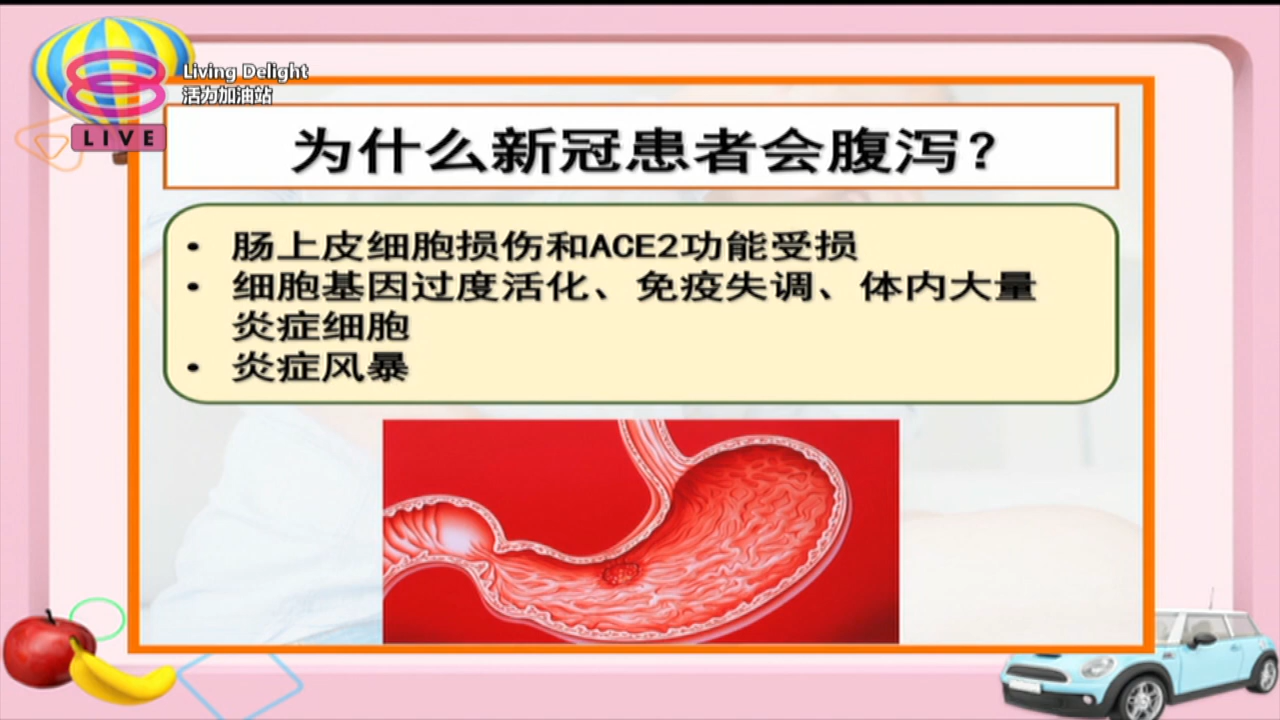 Living Delight
活力加油站
LIVE
为什么新冠患者会腹泻?
• 肠上皮细胞损伤和ACE2功能受损
• 细胞基因过度活化、免疫失调、体内大量
炎症细胞
• 炎症风暴